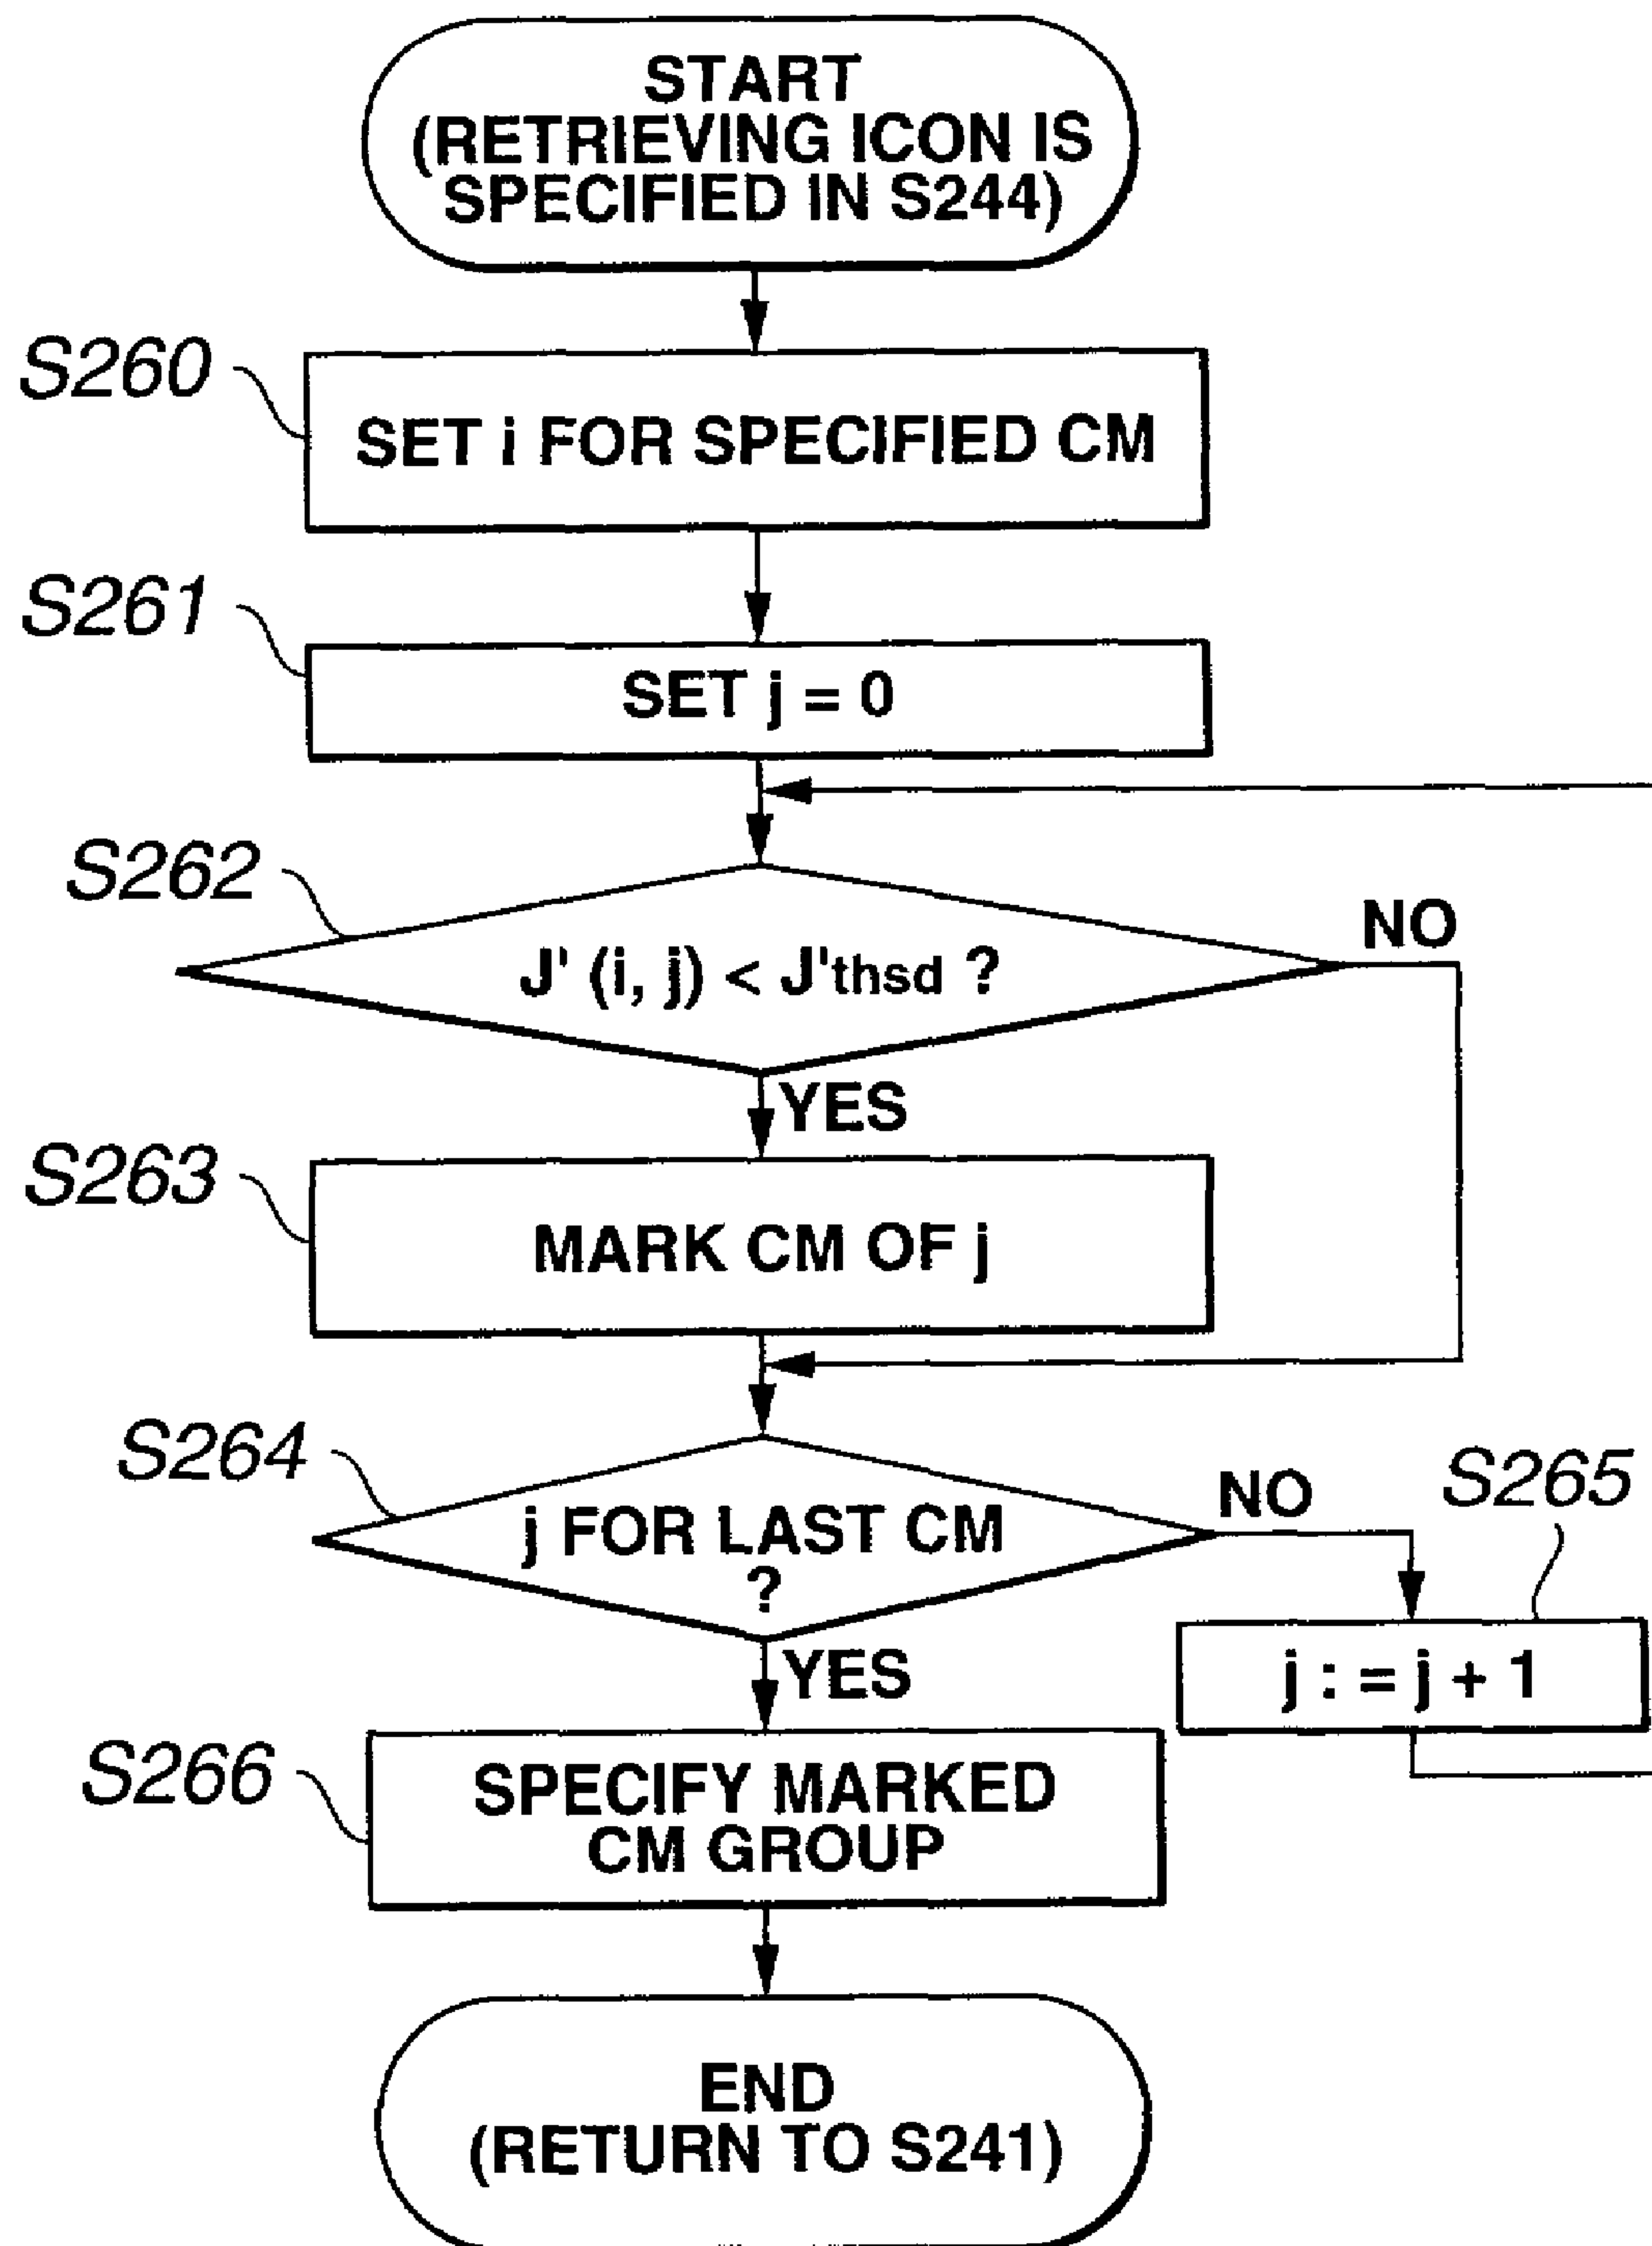 START
(RETRIEVING ICON IS
SPECIFIED IN S244)
S260
SET i FOR SPECIFIED CM
S261
SET j = 0
S262
J' (i, j) < J'thsd ?
NO
YES
S263
MARK CM OF j
S264
j FOR LAST CM
?
NO
S265
j : = j + 1
YES
S266
SPECIFY MARKED
CM GROUP
END
(RETURN TO S241)